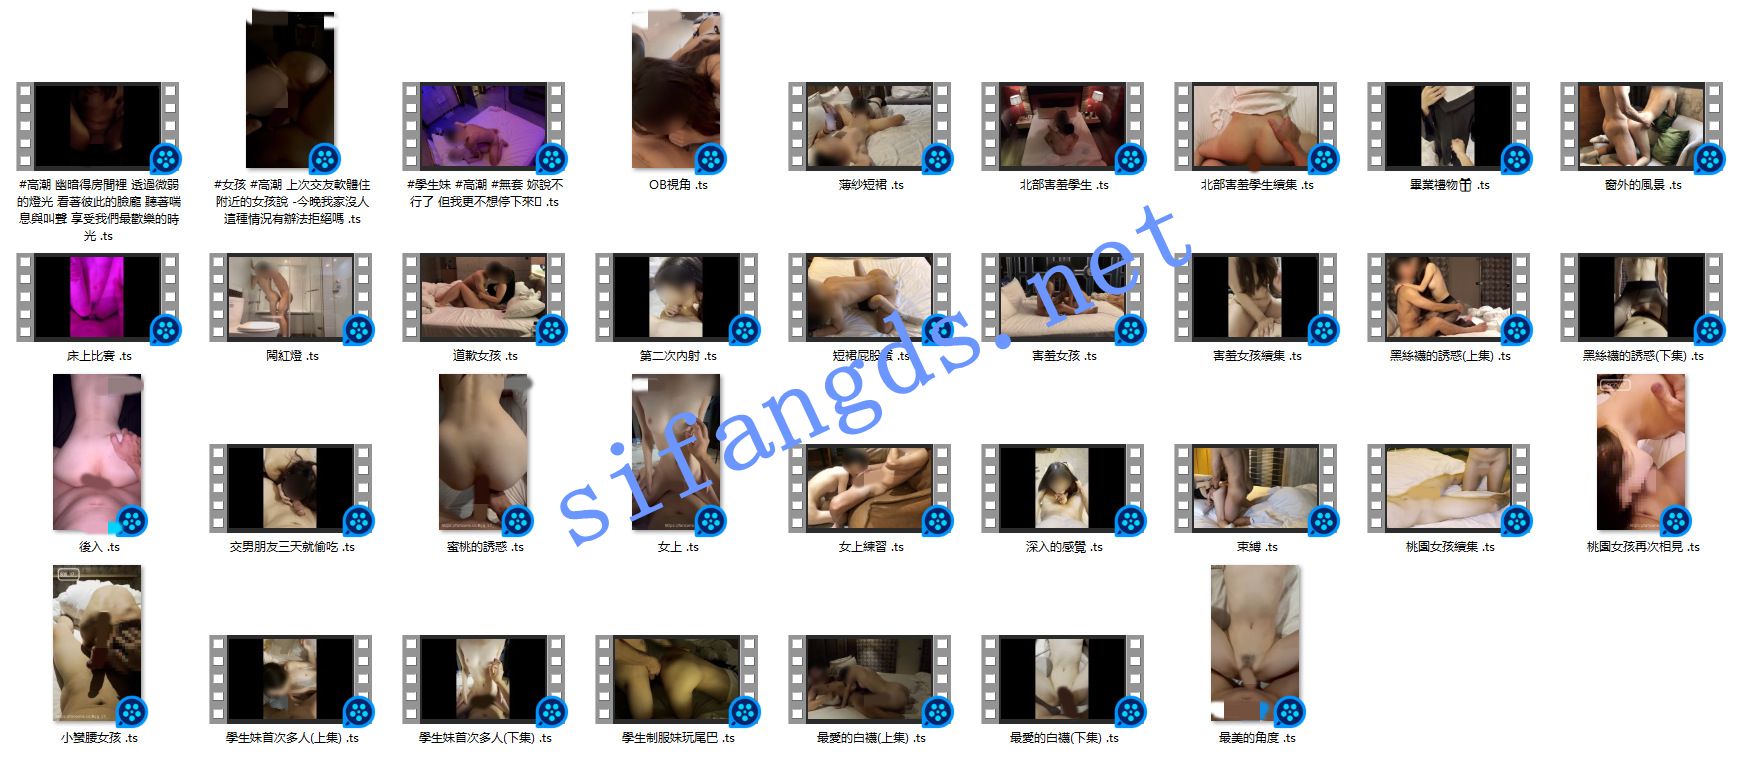 #高潮 幽暗得房間裡 透過微弱
的燈光 看著彼此的臉龐 聽著喘
息與叫聲 享受我們最歡樂的時
光 .ts
#女孩 #高潮 上次交友軟體住
附近的女孩說 -今晚我家沒人
這種情況有辦法拒絕嗎 .ts
#學生妹 #高潮 #無套 妳說不
行了 但我更不想停下來 .ts
OB視角 .ts
薄紗短裙 .ts
北部害羞學生 .ts
北部害羞學生續集 .ts
畢業禮物🎁 .ts
窗外的風景 .ts
床上比賽 .ts
闖紅燈 .ts
道歉女孩 .ts
第二次內射 .ts
短裙屁股蛋 .ts
害羞女孩 .ts
害羞女孩續集 .ts
黑絲襪的誘惑(上集) .ts
黑絲襪的誘惑(下集) .ts
後入 .ts
交男朋友三天就偷吃 .ts
蜜桃的誘惑 .ts
女上 .ts
女上練習 .ts
深入的感覺 .ts
束縛 .ts
桃園女孩續集 .ts
桃園女孩再次相見 .ts
小蠻腰女孩 .ts
學生妹首次多人(上集) .ts
學生妹首次多人(下集) .ts
學生制服妹玩尾巴 .ts
最愛的白襪(上集) .ts
最愛的白襪(下集) .ts
最美的角度 .ts
sifangds.net